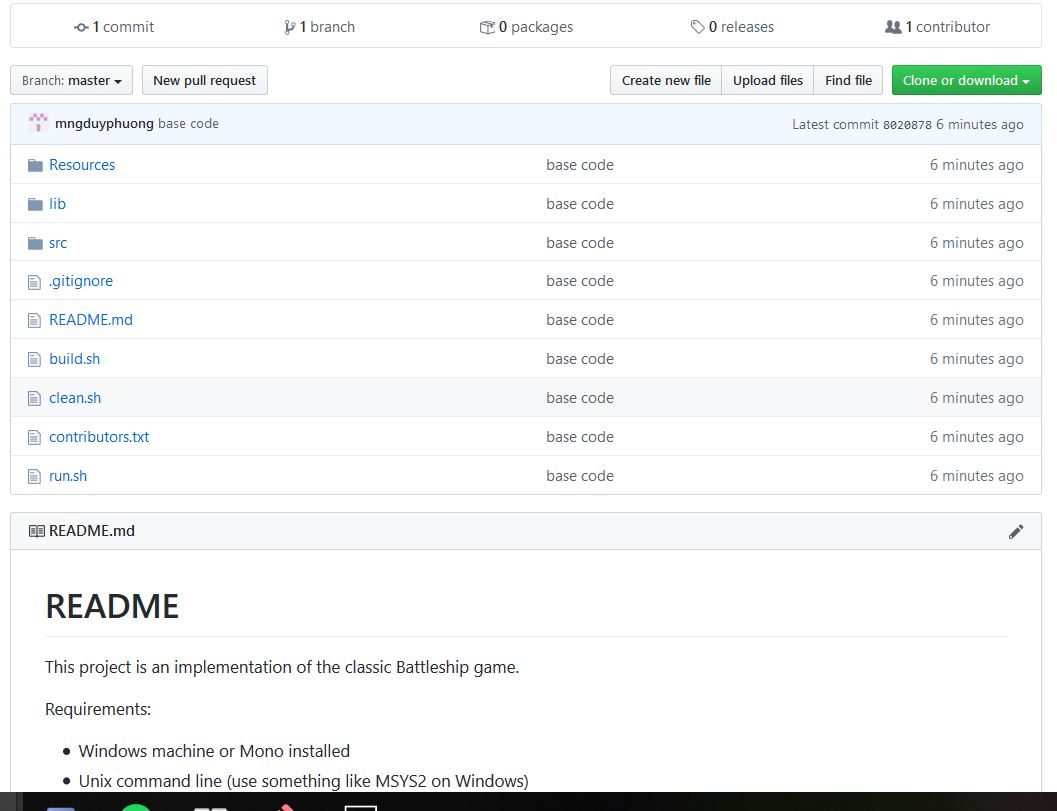 1 commit 1 branch 0 packages 0 releases 1 contributor
Branch: master New pull request Create new file Upload files Find file Clone or download
mngduyphuong base code Latest commit 8020878 6 minutes ago
Resources base code 6 minutes ago
lib base code 6 minutes ago
src base code 6 minutes ago
.gitignore base code 6 minutes ago
README.md base code 6 minutes ago
build.sh base code 6 minutes ago
clean.sh base code 6 minutes ago
contributors.txt base code 6 minutes ago
run.sh base code 6 minutes ago
README.md
README
This project is an implementation of the classic Battleship game.
Requirements:
• Windows machine or Mono installed
• Unix command line (use something like MSYS2 on Windows)